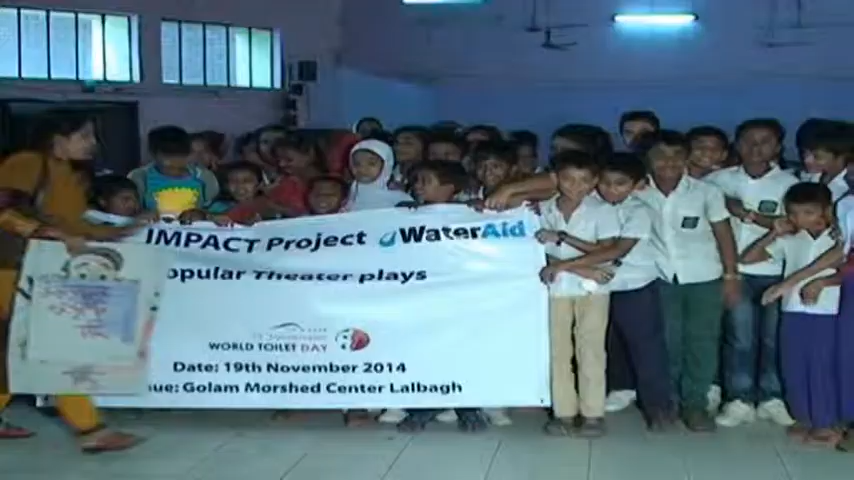 IMPACT Project WaterAid
opular Theater plays
WORLD TOILET DAY
Date: 19th November 2014
ue: Golam Morshed Center Lalbagh